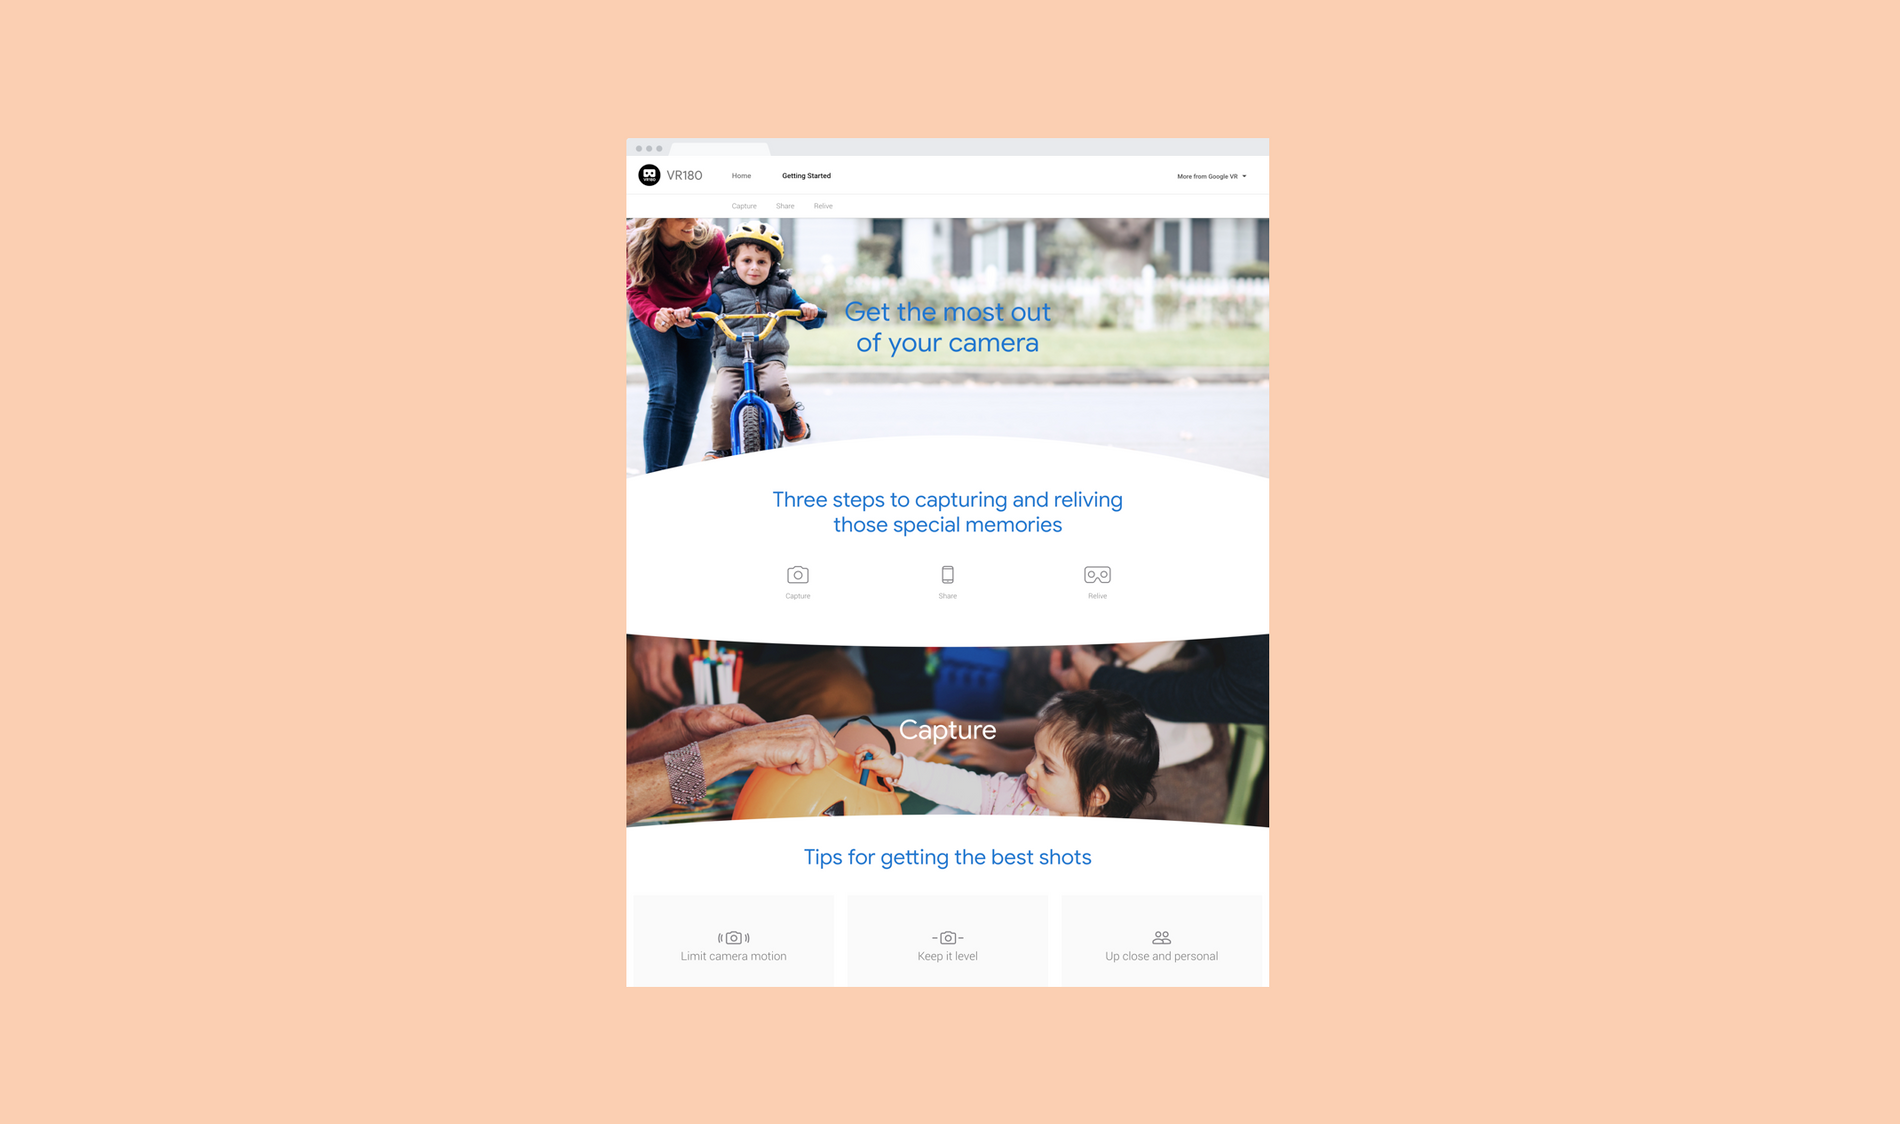 VR180
Home
Getting Started
More from Google VR
Capture
Share
Relive
Get the most out
of your camera
Three steps to capturing and reliving
those special memories
Capture
Share
Relive
Capture
Tips for getting the best shots
Limit camera motion
Keep it level
Up close and personal